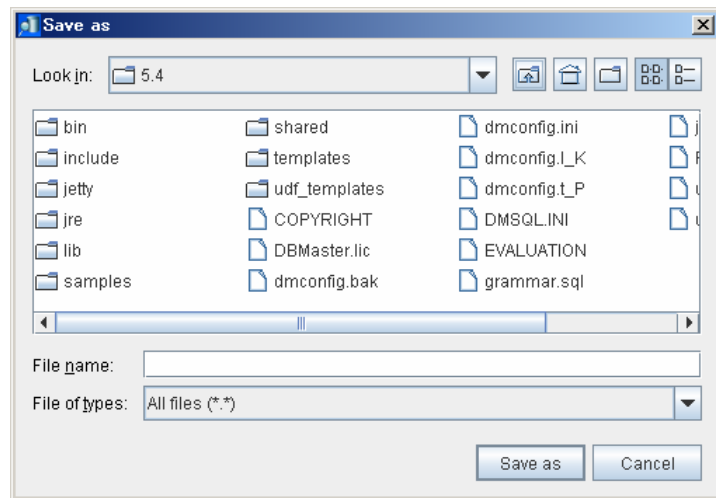 Save as
Look in: 5.4
bin shared dmconfig.ini
include templates dmconfig.l_K
jetty udf_templates dmconfig.t_P
jre COPYRIGHT DMSQL.INI
lib DBMaster.lic EVALUATION
samples dmconfig.bak grammar.sql
File name:
File of types: All files (*.*)
Save as Cancel